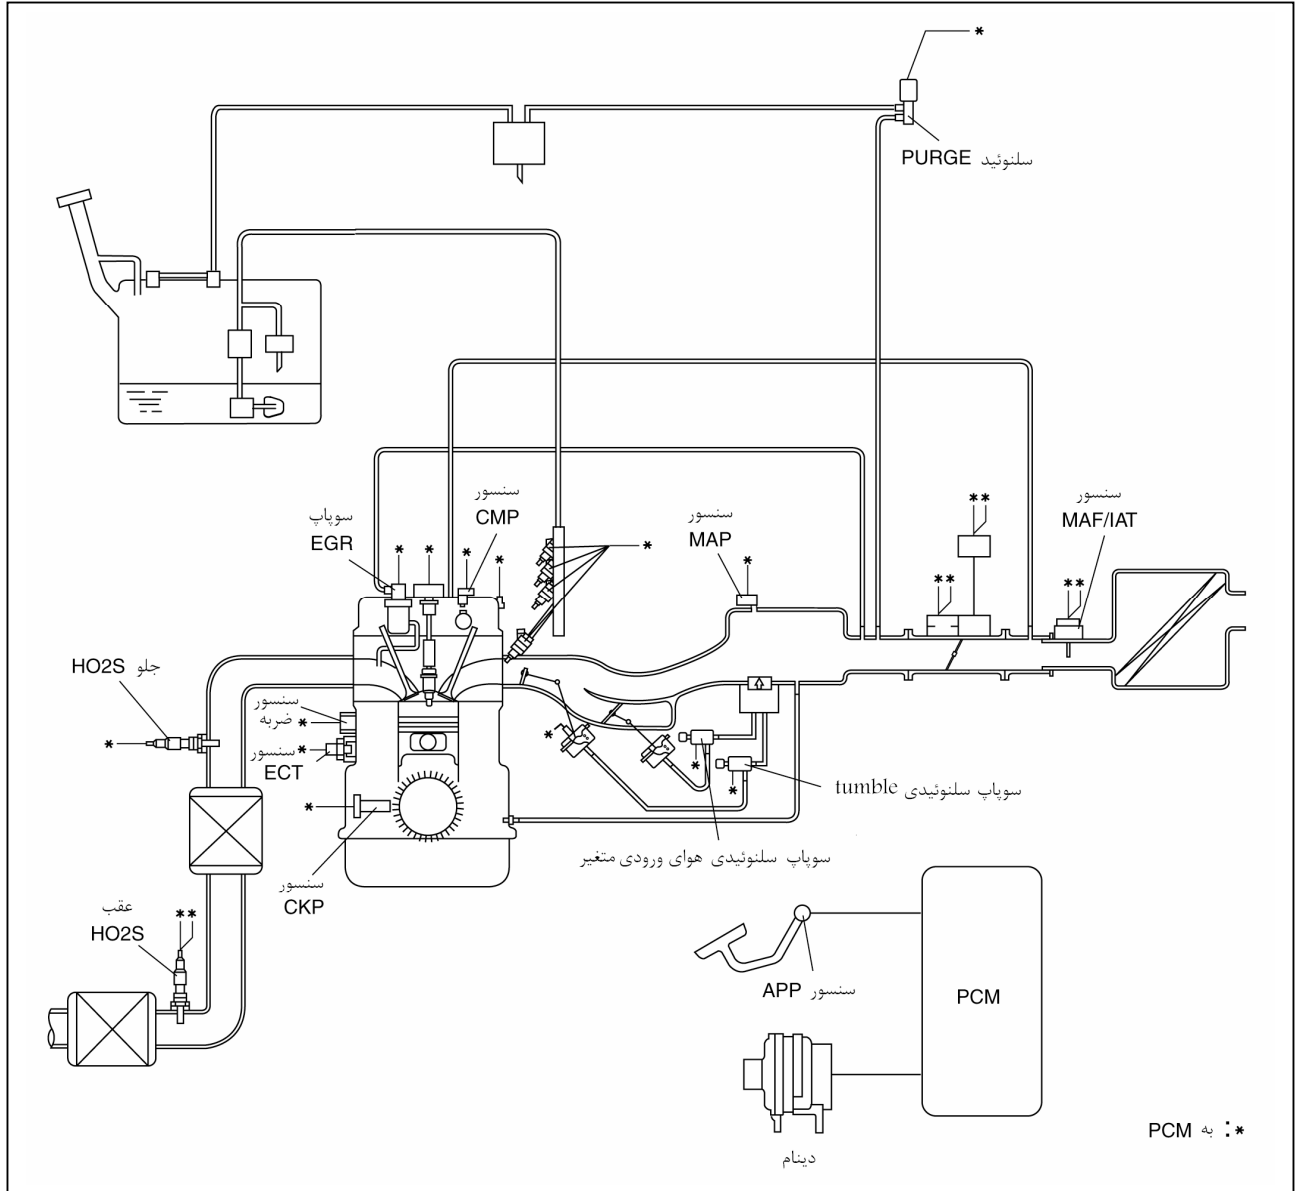 *
سلنوئید PURGE
سنسور
CMP
سوپاپ
EGR
سنسور
MAP
**
سنسور
MAF/IAT
*
*
*
*
*
*
**
**
جلو HO2S
*
سنسور
ضربه *
سنسور *
ECT
*
*
*
*
سوپاپ سلنوئیدی tumble
سوپاپ سلنوئیدی هوای ورودی متغیر
سنسور
CKP
عقب
HO2S
**
سنسور APP
PCM
دینام
*: به PCM